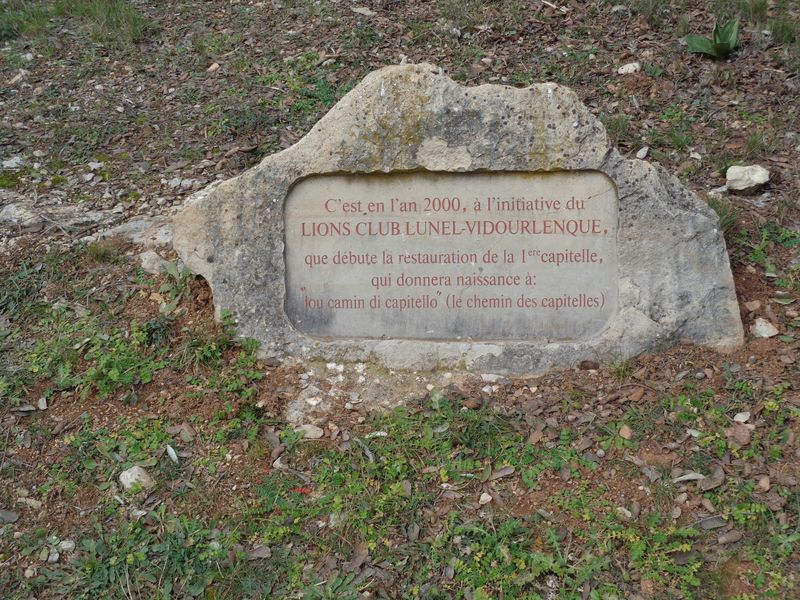 C'est en l'an 2000, à l'initiative du
LIONS CLUB LUNEL-VIDOURLENQUE,
que débute la restauration de la 1ere capitelle,
qui donnera naissance à:
"lou camin di capitello" (le chemin des capitelles)